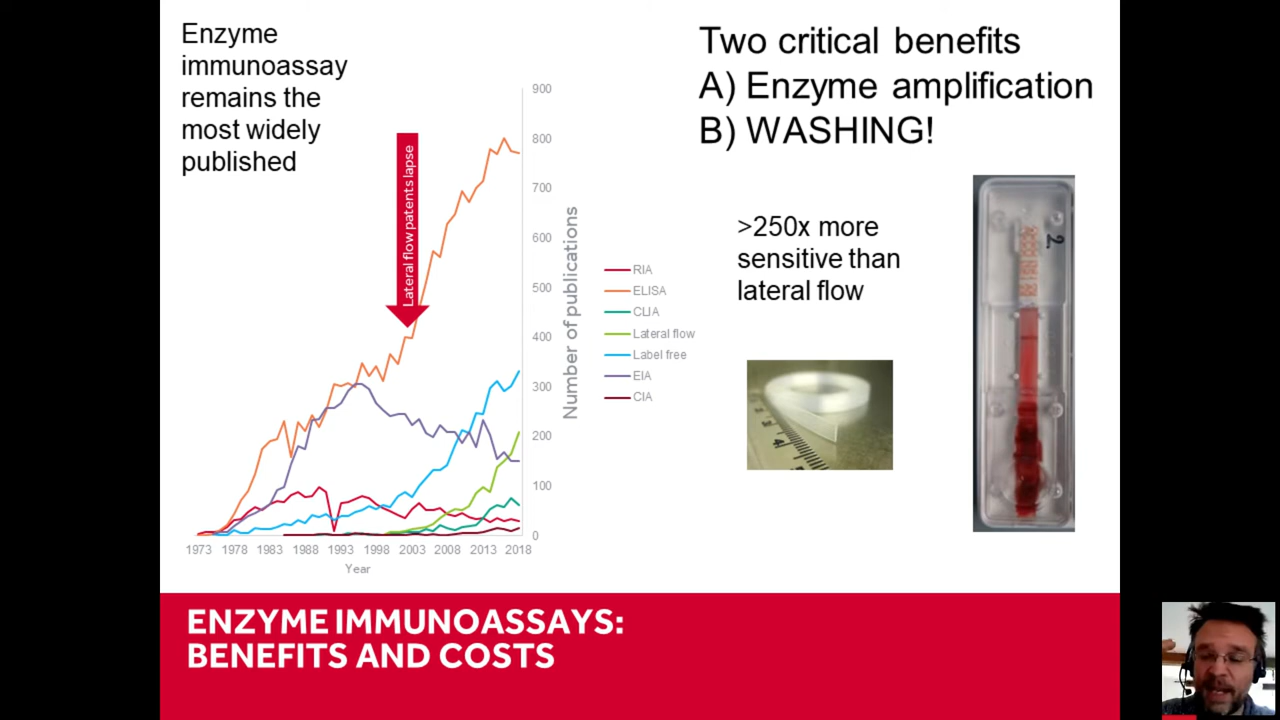 Enzyme
immunoassay
remains the
most widely
published
Two critical benefits
A) Enzyme amplification
B) WASHING!
>250x more
sensitive than
lateral flow
Lateral flow patents lapse
900
800
700
600
500
400
300
200
100
0
Number of publications
RIA
ELISA
CLIA
Lateral flow
Label free
EIA
CIA
1973 1978 1983 1988 1993 1998 2003 2008 2013 2018
Year
2
ENZYME IMMUNOASSAYS:
BENEFITS AND COSTS